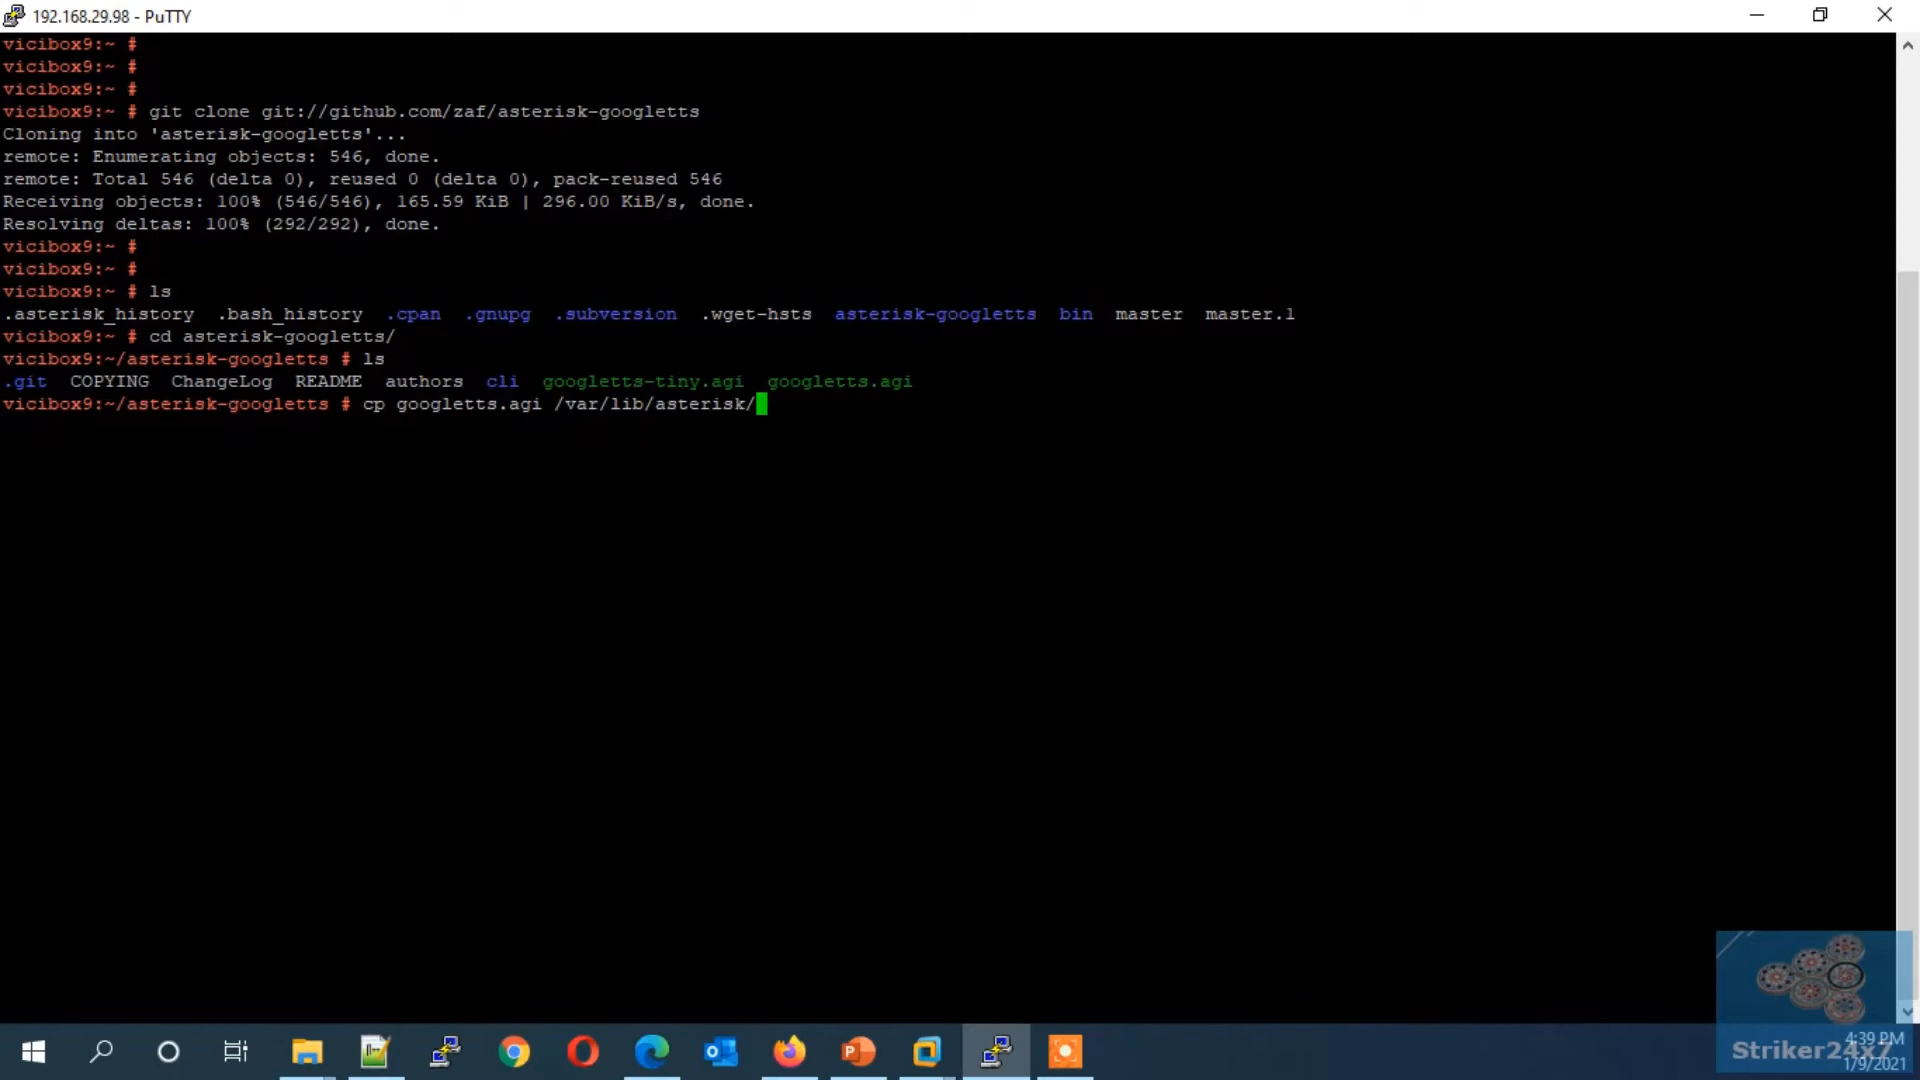 192.168.29.98 - PuTTY
vicibox9:~ #
vicibox9:~ #
vicibox9:~ #
vicibox9:~ # git clone git://github.com/zaf/asterisk-googletts
Cloning into 'asterisk-googletts'...
remote: Enumerating objects: 546, done.
remote: Total 546 (delta 0), reused 0 (delta 0), pack-reused 546
Receiving objects: 100% (546/546), 165.59 KiB | 296.00 KiB/s, done.
Resolving deltas: 100% (292/292), done.
vicibox9:~ #
vicibox9:~ #
vicibox9:~ # ls
.asterisk_history .bash_history .cpan .gnupg .subversion .wget-hsts asterisk-googletts bin master master.1
vicibox9:~ # cd asterisk-googletts/
vicibox9:~/asterisk-googletts # ls
.git COPYING ChangeLog README authors cli googletts-tiny.agi googletts.agi
vicibox9:~/asterisk-googletts # cp googletts.agi /var/lib/asterisk/
4:39 PM
Striker24x7
1/9/2021